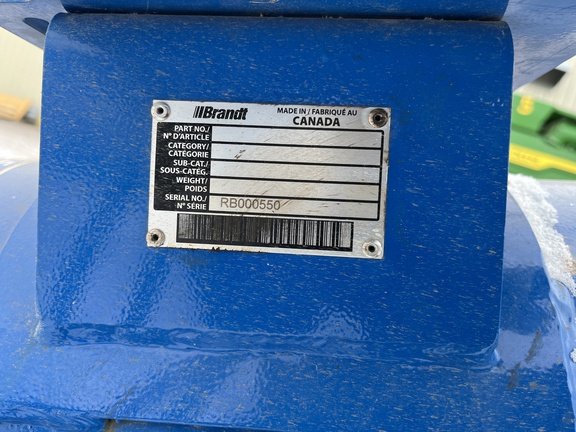 Brandt
MADE IN / FABRIQUÉ AU
CANADA
PART NO./
N° D'ARTICLE
CATEGORY/
CATÉGORIE
SUB-CAT./
SOUS-CATÉG.
WEIGHT/
POIDS
SERIAL NO./
N° SÉRIE
RB000550